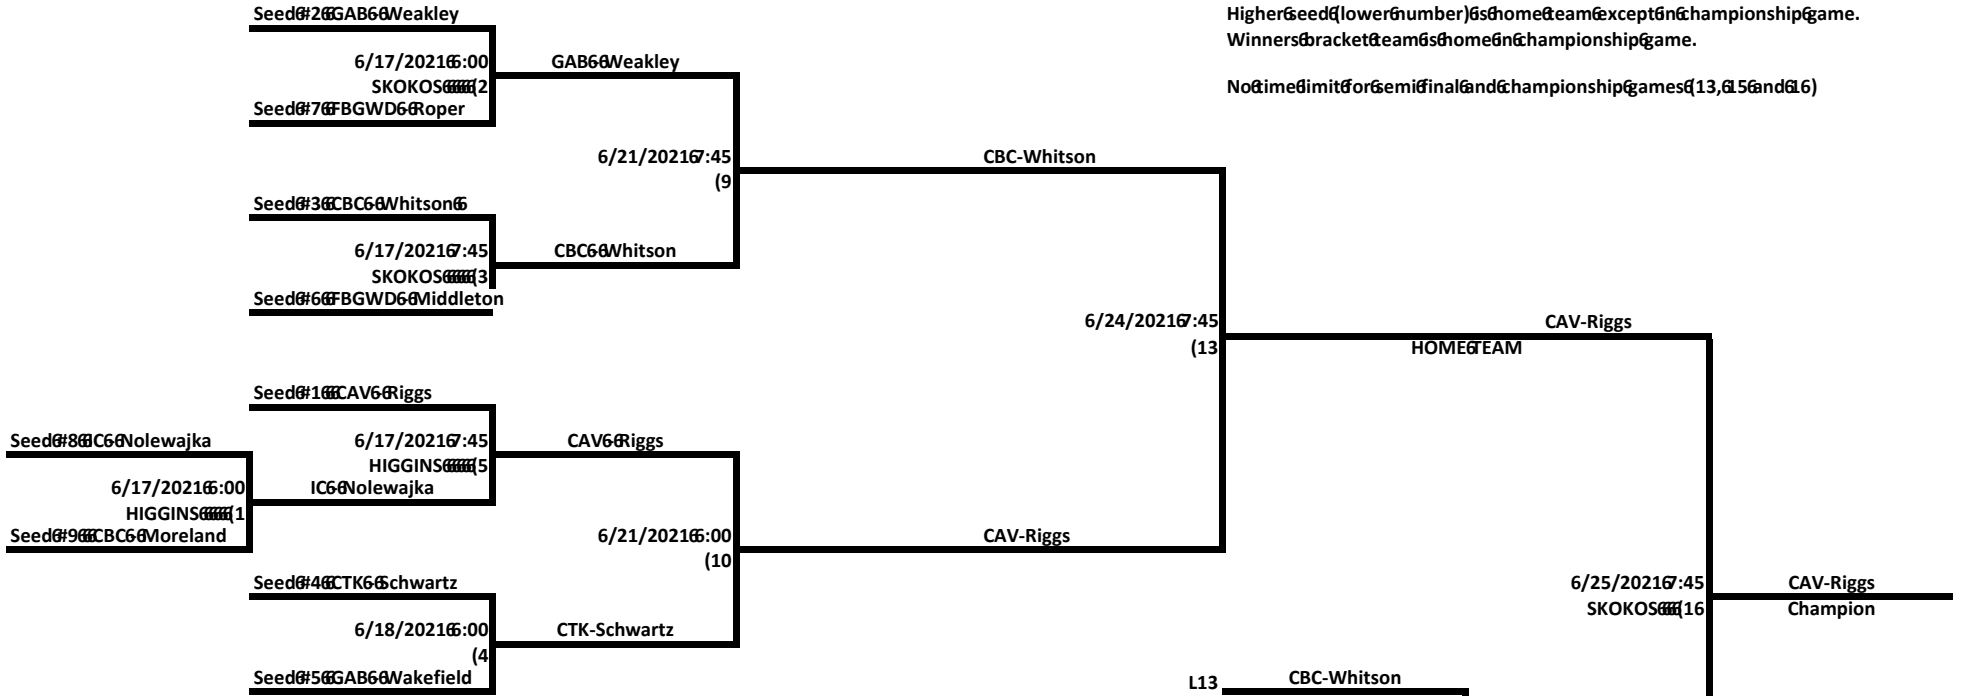 Seed #2 GAB - Weakley
Higher seed (lower number) is home team except in championship game.
Winners bracket team is home in championship game.
6/17/2021 6:00
GAB - Weakley
SKOKOS (2
No time limit for semi final and championship games (13, 15 and 16)
Seed #7 FBGWD - Roper
6/21/2021 7:45
CBC-Whitson
(9
Seed #3 CBC - Whitson
6/17/2021 7:45
CBC - Whitson
SKOKOS (3
Seed #6 FBGWD - Middleton
6/24/2021 7:45
CAV-Riggs
(13
HOME TEAM
Seed #1 CAV - Riggs
Seed #8 IC - Nolewajka
6/17/2021 7:45
CAV - Riggs
HIGGINS (5
6/17/2021 6:00
IC - Nolewajka
HIGGINS (1
Seed #9 CBC - Moreland
6/21/2021 6:00
CAV-Riggs
(10
Seed #4 CTK - Schwartz
6/25/2021 7:45
CAV-Riggs
SKOKOS (16
Champion
6/18/2021 6:00
CTK-Schwartz
(4
Seed #5 GAB - Wakefield
L13
CBC-Whitson